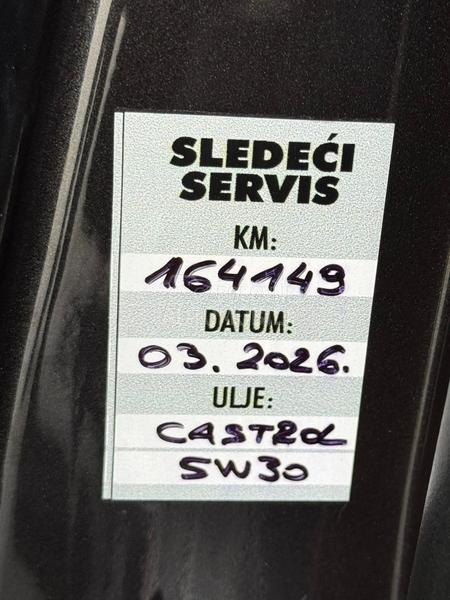 SLEDEĆI
SERVIS
KM:
164149
DATUM:
03. 2026.
ULJE:
CASTROL
5W30